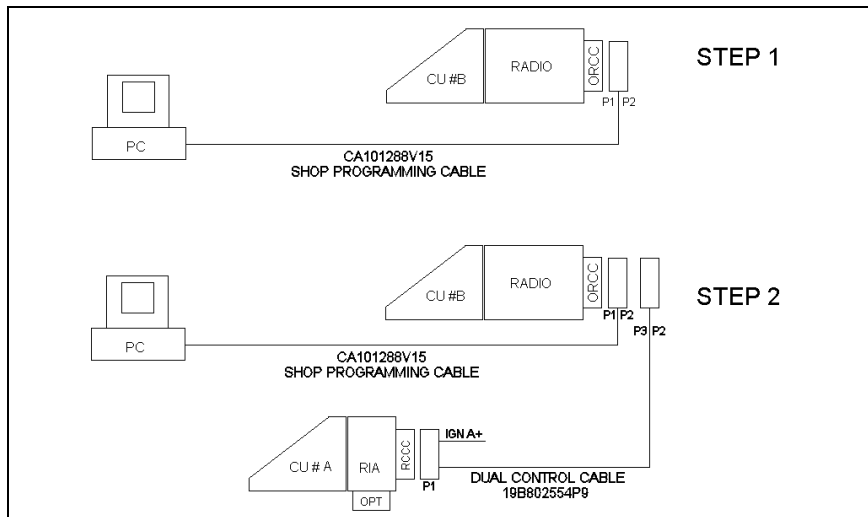 STEP 1
CU #B
RADIO
ORCC
P1 P2
PC
CA101288V15
SHOP PROGRAMMING CABLE
STEP 2
CU #B
RADIO
ORCC
P1 P2
P3 P2
PC
CA101288V15
SHOP PROGRAMMING CABLE
IGN A+
CU # A
RIA
RCCC
P1
OPT
DUAL CONTROL CABLE
19B802554P9